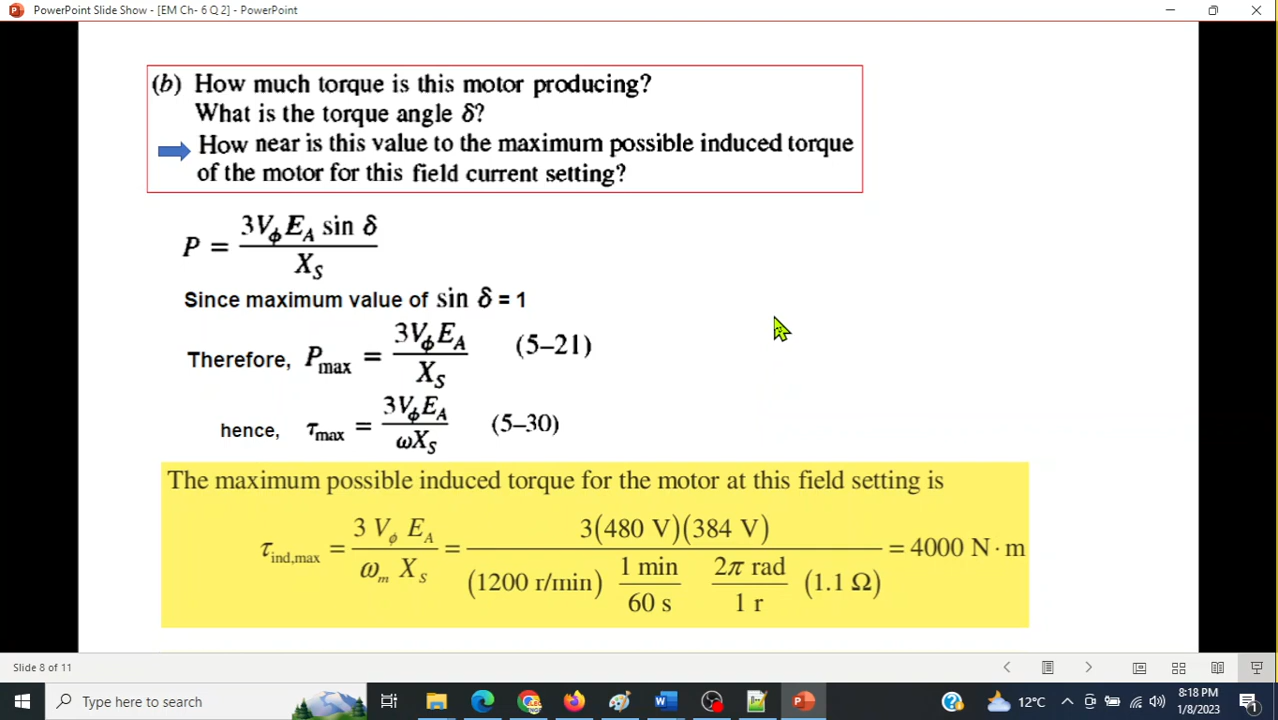 PowerPoint Slide Show - [EM Ch- 6 Q 2] - PowerPoint
(b) How much torque is this motor producing?
What is the torque angle δ?
How near is this value to the maximum possible induced torque
of the motor for this field current setting?
P = 3VφEA sin δ / XS
Since maximum value of sin δ = 1
Therefore, Pmax = 3VφEA / XS (5–21)
hence, τmax = 3VφEA / ωXS (5–30)
The maximum possible induced torque for the motor at this field setting is
τind,max = 3 Vφ EA / ωm XS = 3(480 V)(384 V) / (1200 r/min) 1 min / 60 s 2π rad / 1 r (1.1 Ω) = 4000 N · m
Slide 8 of 11
Type here to search
12°C
8:18 PM
1/8/2023
1